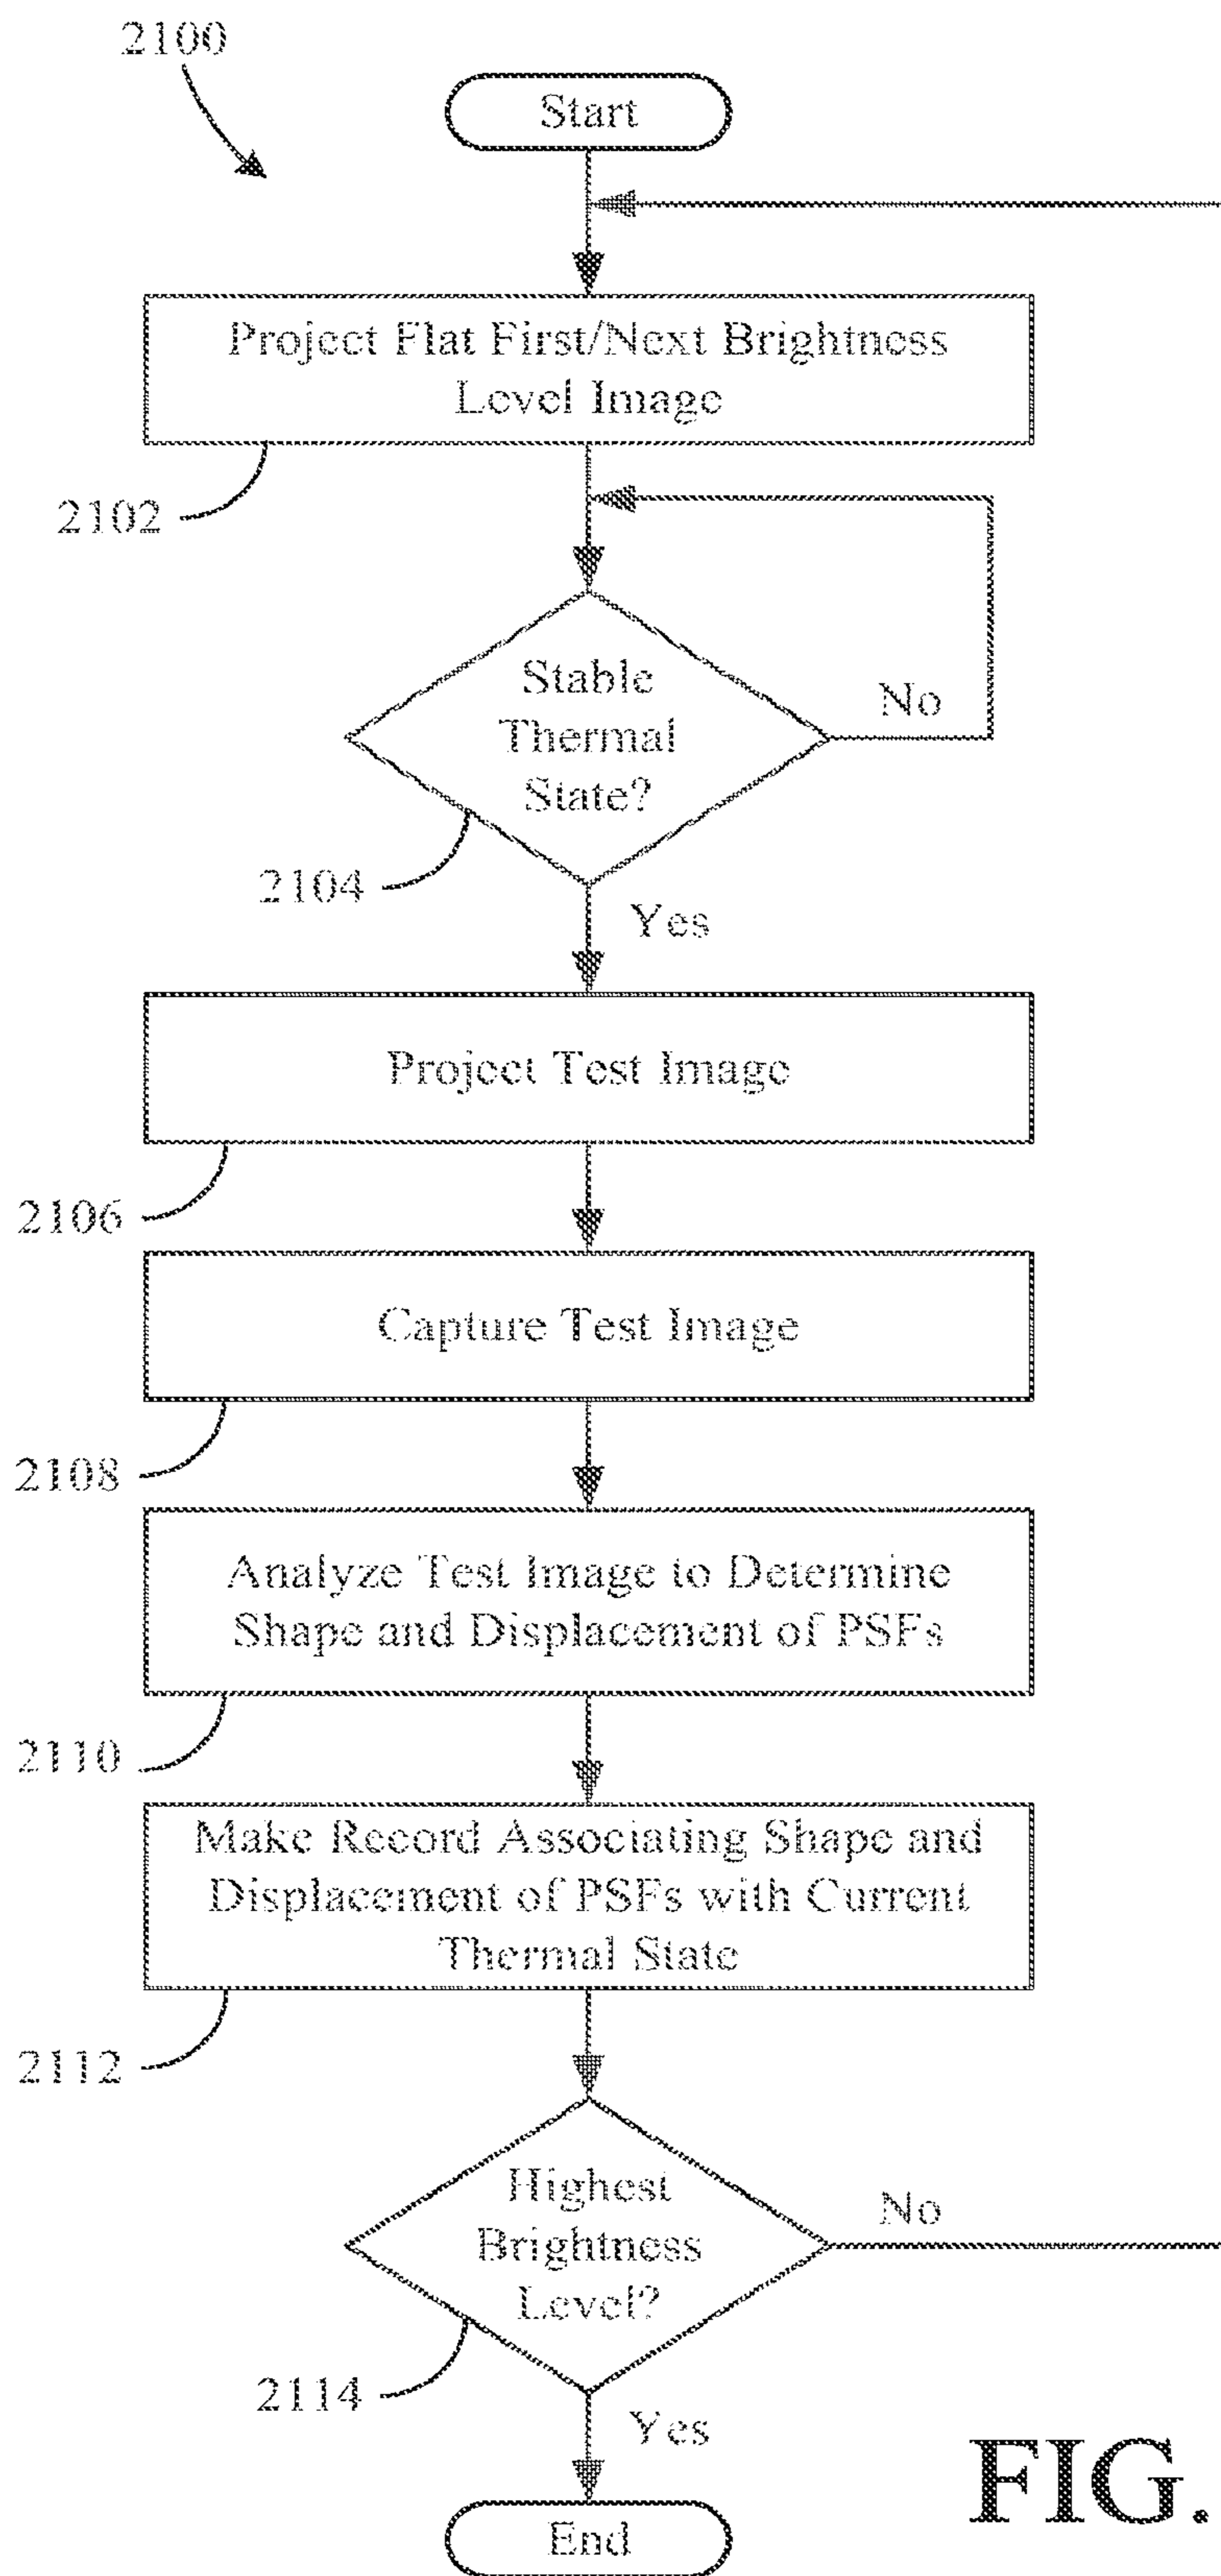 2100
Start
Project Flat First/Next Brightness
Level Image
2102
Stable
Thermal
State?
No
2104
Yes
Project Test Image
2106
Capture Test Image
2108
Analyze Test Image to Determine
Shape and Displacement of PSFs
2110
Make Record Associating Shape and
Displacement of PSFs with Current
Thermal State
2112
Highest
Brightness
Level?
No
2114
Yes
End
FIG.